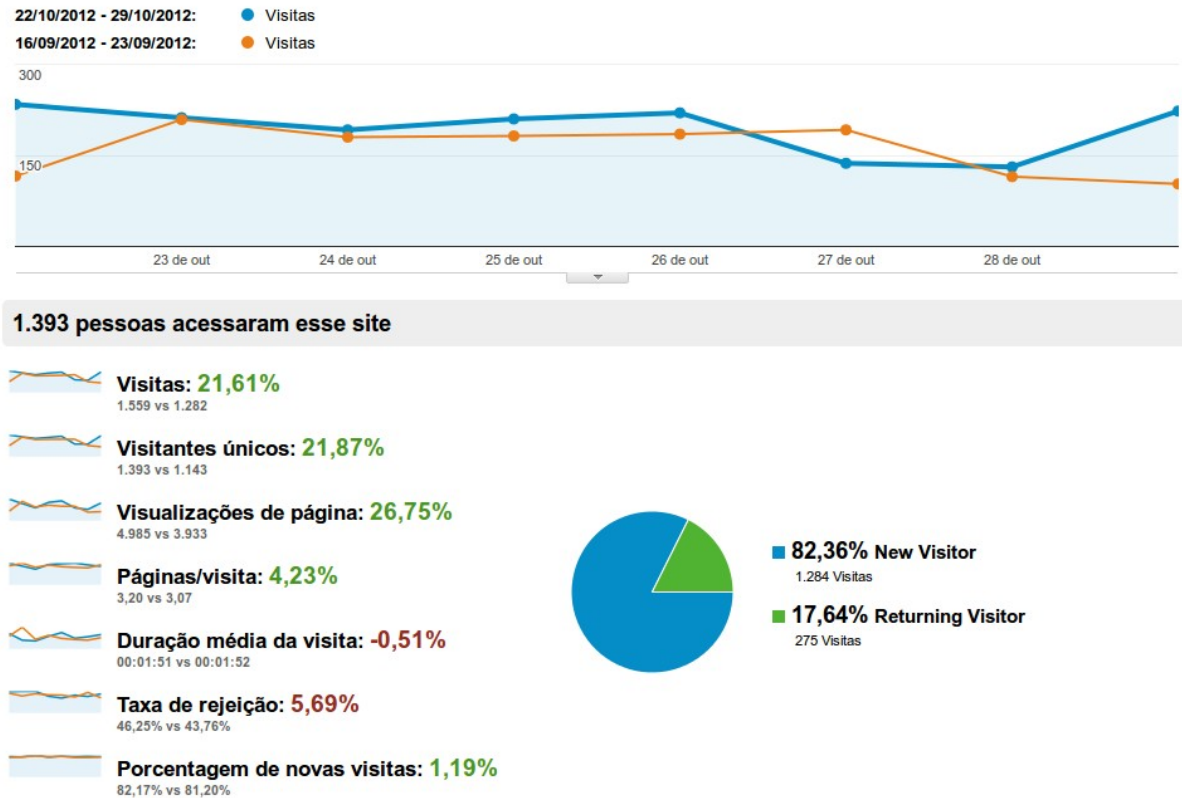 22/10/2012 - 29/10/2012: Visitas
16/09/2012 - 23/09/2012: Visitas
300
150
23 de out 24 de out 25 de out 26 de out 27 de out 28 de out
1.393 pessoas acessaram esse site
Visitas: 21,61%
1.559 vs 1.282
Visitantes únicos: 21,87%
1.393 vs 1.143
Visualizações de página: 26,75%
4.985 vs 3.933
Páginas/visita: 4,23%
3,20 vs 3,07
Duração média da visita: -0,51%
00:01:51 vs 00:01:52
Taxa de rejeição: 5,69%
46,25% vs 43,76%
Porcentagem de novas visitas: 1,19%
82,17% vs 81,20%
82,36% New Visitor
1.284 Visitas
17,64% Returning Visitor
275 Visitas